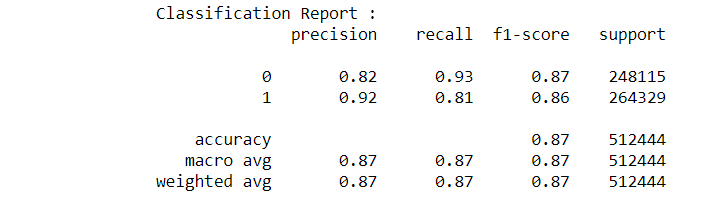 Classification Report :
precision recall f1-score support
0 0.82 0.93 0.87 248115
1 0.92 0.81 0.86 264329
accuracy 0.87 512444
macro avg 0.87 0.87 0.87 512444
weighted avg 0.87 0.87 0.87 512444